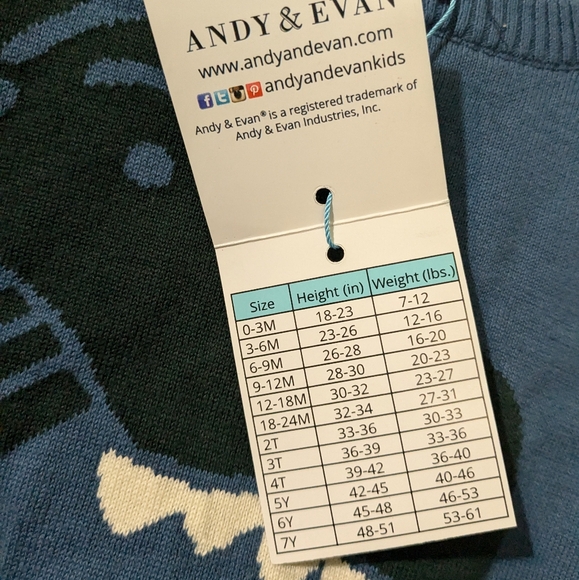 ANDY & EVAN
www.andyandevan.com
andyandevankids
Andy & Evan® is a registered trademark of
Andy & Evan Industries, Inc.
Size Height (in) Weight (lbs.)
0-3M 18-23 7-12
3-6M 23-26 12-16
6-9M 26-28 16-20
9-12M 28-30 20-23
12-18M 30-32 23-27
18-24M 32-34 27-31
2T 33-36 30-33
3T 36-39 33-36
4T 39-42 36-40
5Y 42-45 40-46
6Y 45-48 46-53
7Y 48-51 53-61